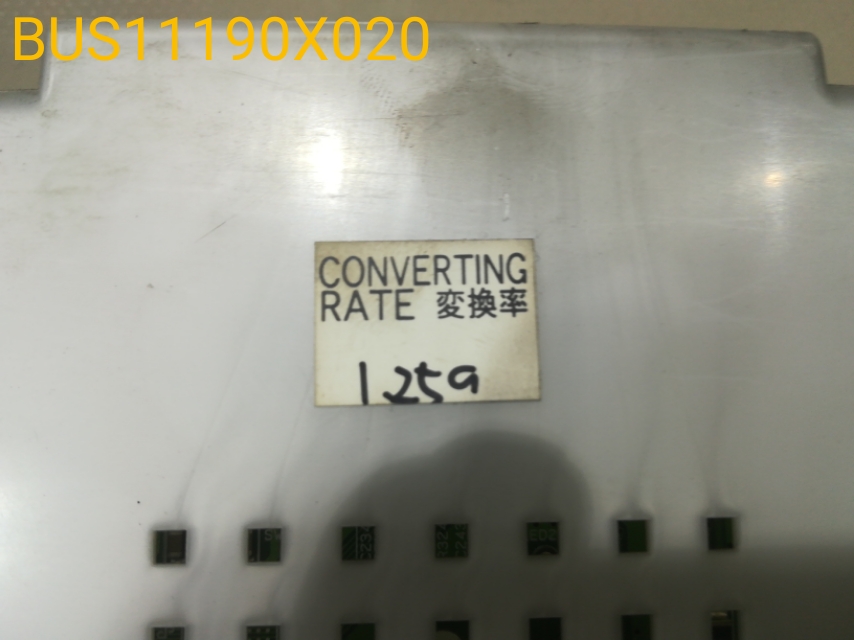 BUS11190X020
CONVERTING
RATE 変換率
1259